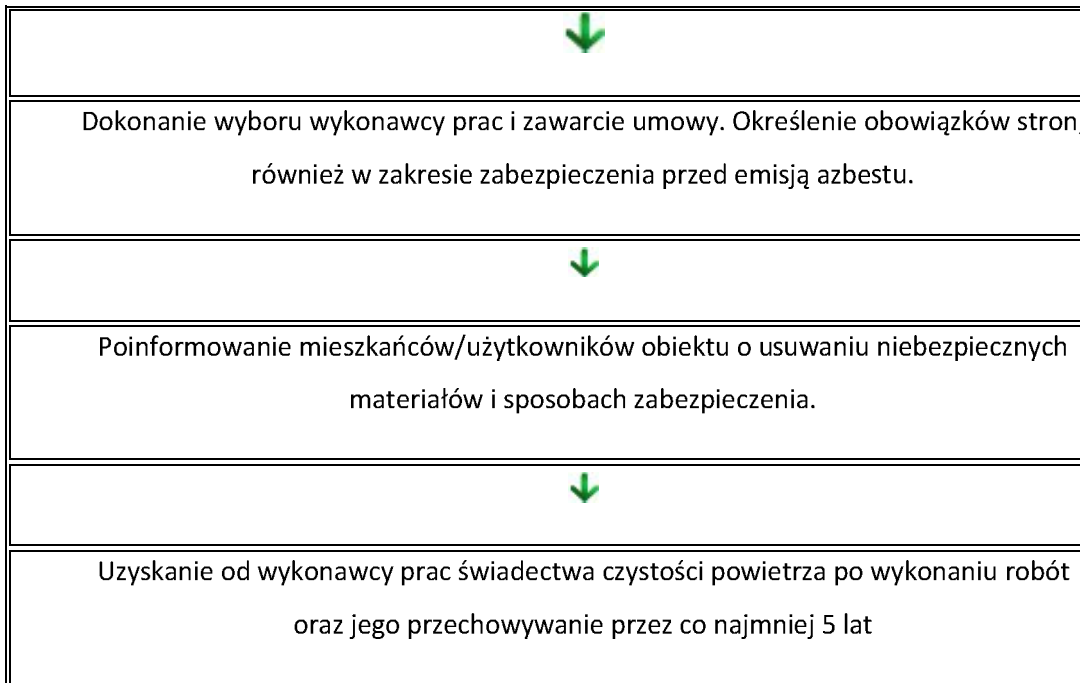 Dokonanie wyboru wykonawcy prac i zawarcie umowy. Określenie obowiązków stron,
również w zakresie zabezpieczenia przed emisją azbestu.
Poinformowanie mieszkańców/użytkowników obiektu o usuwaniu niebezpiecznych
materiałów i sposobach zabezpieczenia.
Uzyskanie od wykonawcy prac świadectwa czystości powietrza po wykonaniu robót
oraz jego przechowywanie przez co najmniej 5 lat